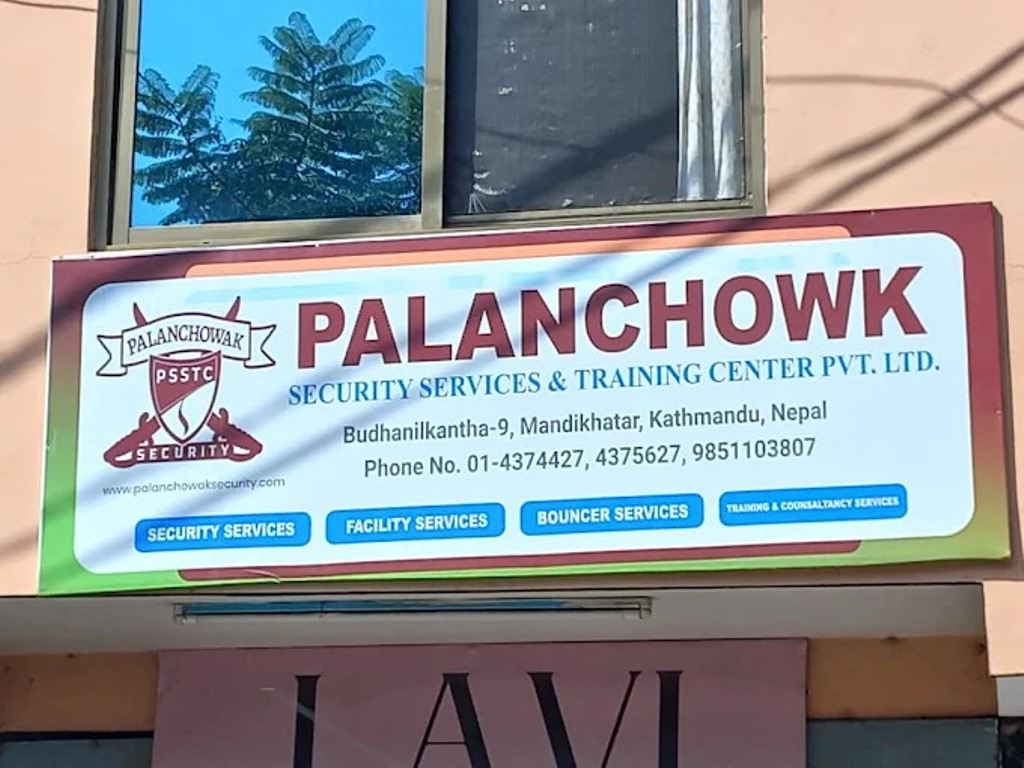 PALANCHOWAK
PSSTC
SECURITY
www.palanchowaksecurity.com
PALANCHOWK
SECURITY SERVICES & TRAINING CENTER PVT. LTD.
Budhanilkantha-9, Mandikhatar, Kathmandu, Nepal
Phone No. 01-4374427, 4375627, 9851103807
SECURITY SERVICES
FACILITY SERVICES
BOUNCER SERVICES
TRAINING & COUNSALTANCY SERVICES